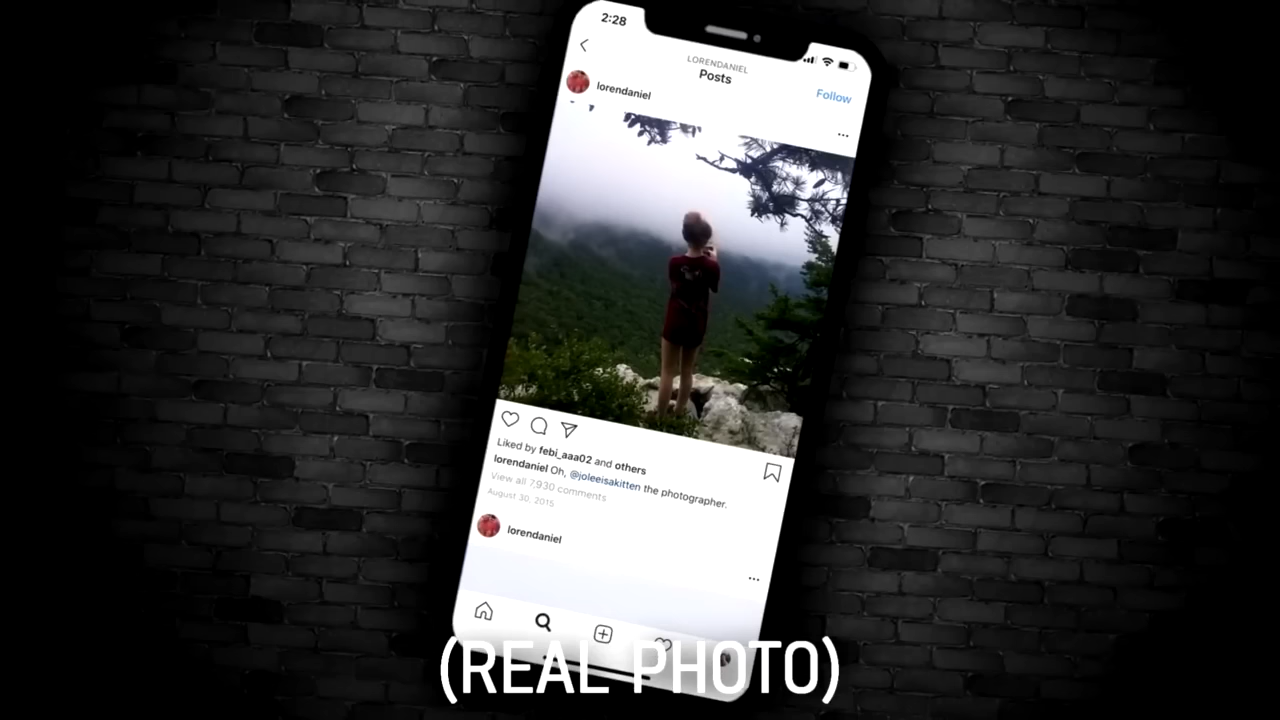 2:28
LORENDANIEL
Posts
Follow
lorendaniel
Liked by febi_aaa02 and others
lorendaniel Oh, @joleeisakitten the photographer.
View all 7,930 comments
August 30, 2015
lorendaniel
(REAL PHOTO)